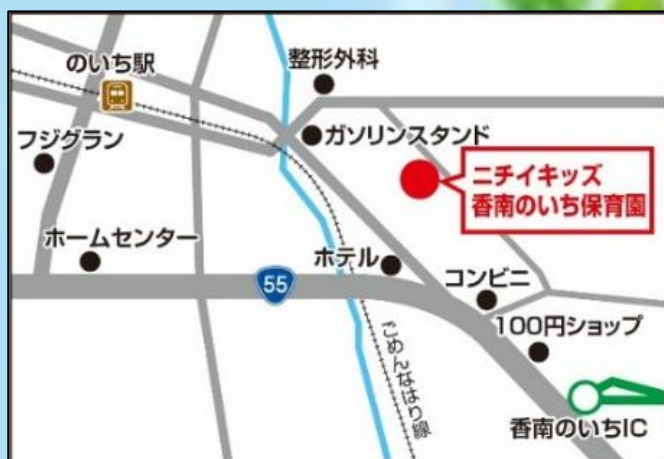 整形外科
のいち駅
ガソリンスタンド
フジグラン
ニチイキッズ
香南のいち保育園
ホームセンター
ホテル
コンビニ
55
100円ショップ
ごめんなはり線
香南のいちIC